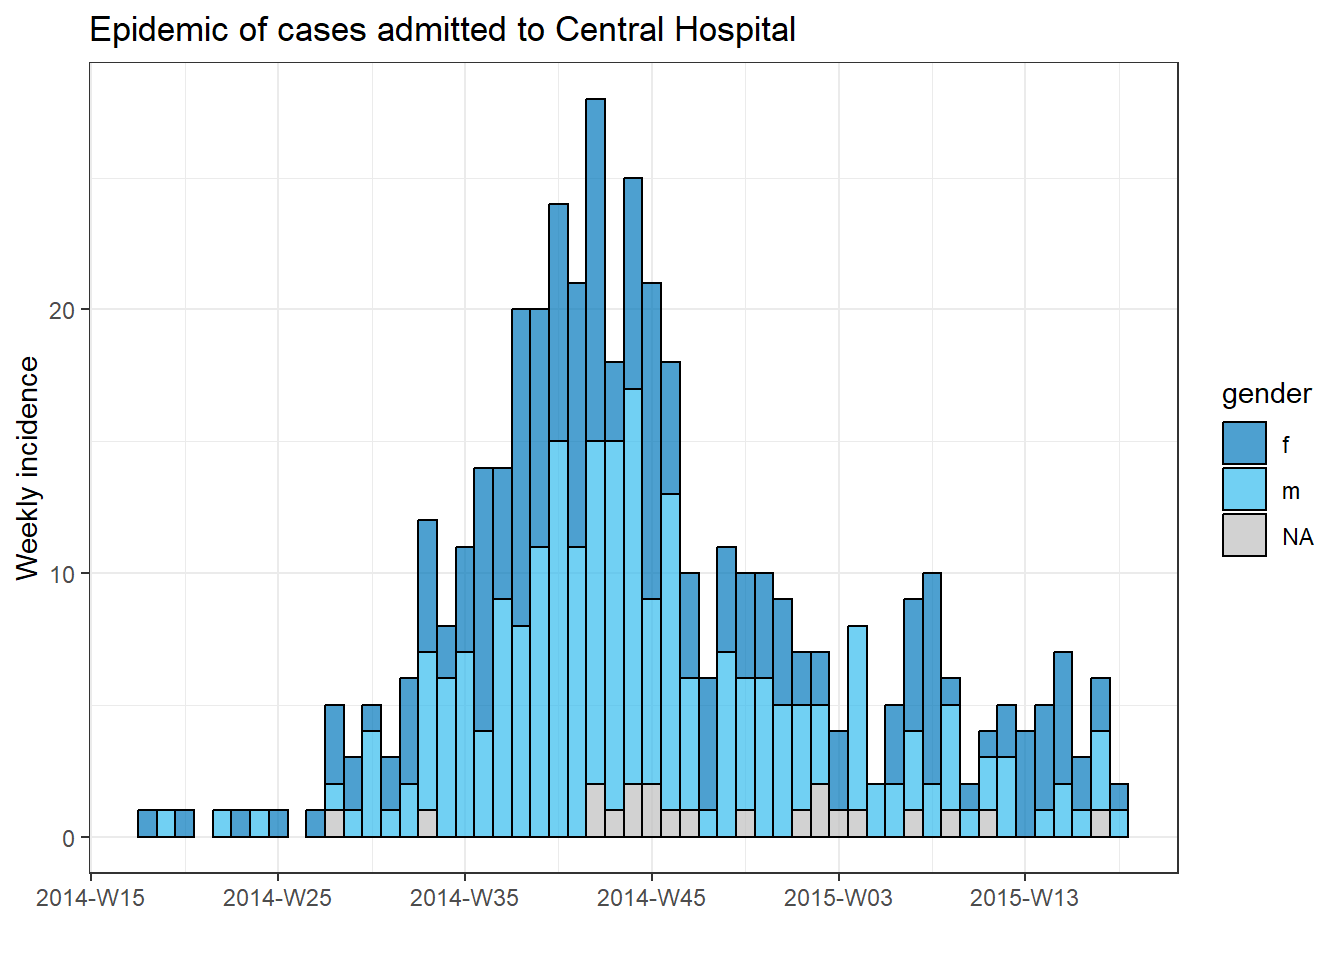 Epidemic of cases admitted to Central Hospital
Weekly incidence
20
10
0
2014-W15
2014-W25
2014-W35
2014-W45
2015-W03
2015-W13
gender
f
m
NA